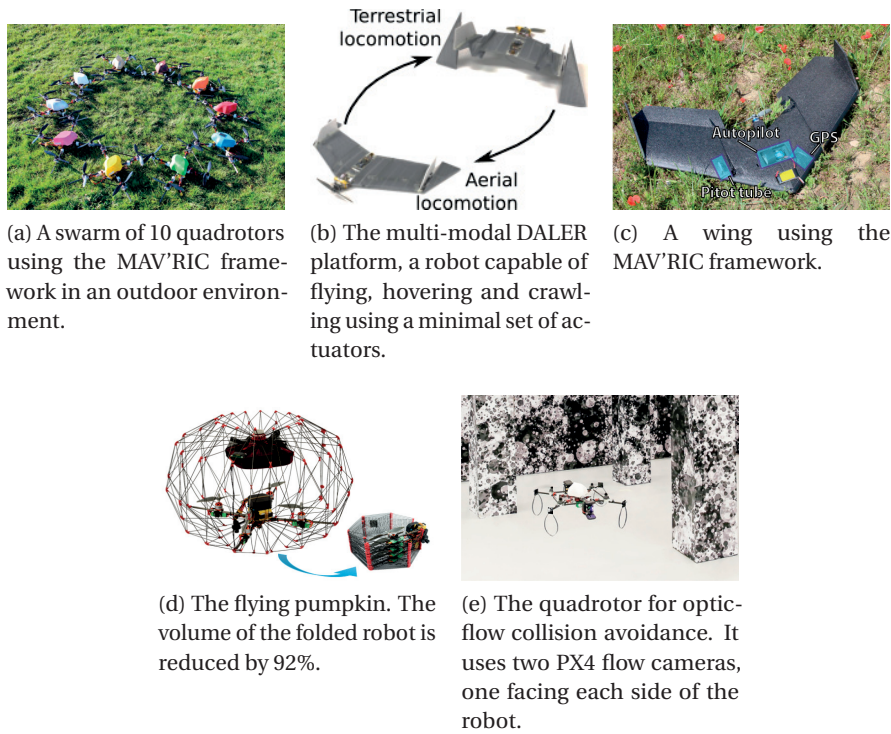 Terrestrial
locomotion
Aerial
locomotion
Autopilot
GPS
Pitot tube
(a) A swarm of 10 quadrotors
using the MAV'RIC frame-
work in an outdoor environ-
ment.
(b) The multi-modal DALER
platform, a robot capable of
flying, hovering and crawl-
ing using a minimal set of ac-
tuators.
(c) A wing using the
MAV'RIC framework.
(d) The flying pumpkin. The
volume of the folded robot is
reduced by 92%.
(e) The quadrotor for optic-
flow collision avoidance. It
uses two PX4 flow cameras,
one facing each side of the
robot.